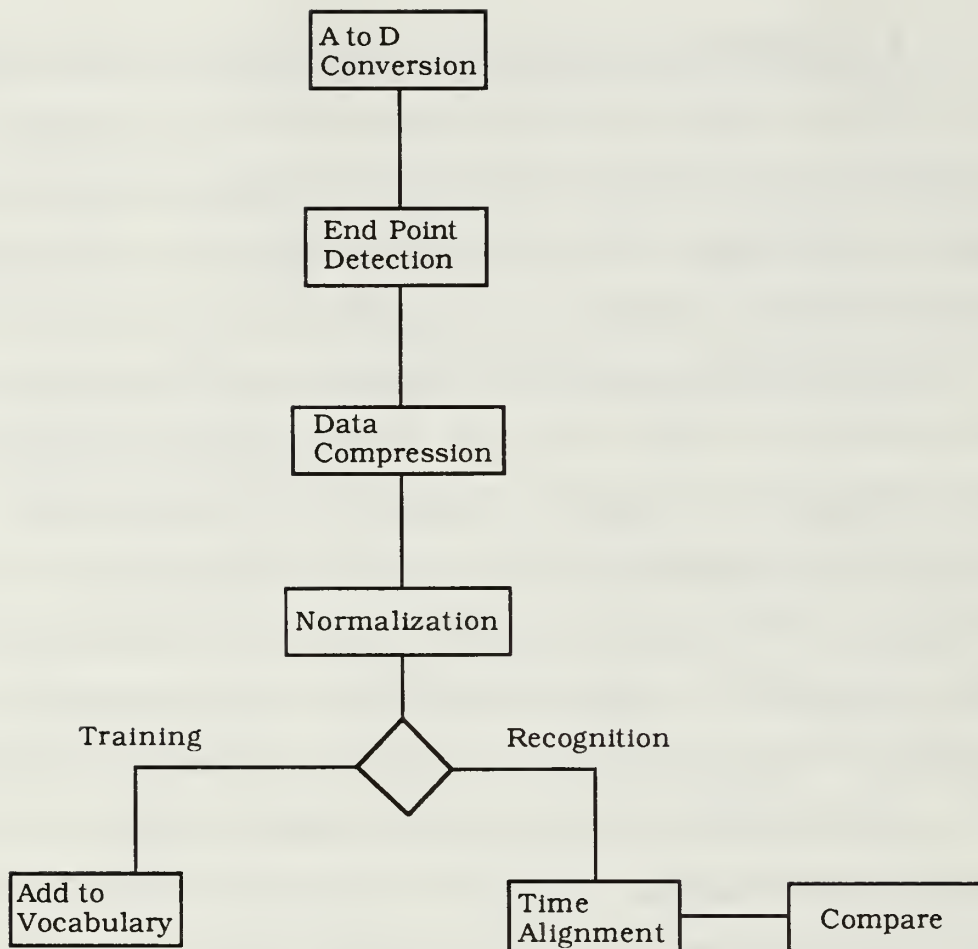 A to D
Conversion
End Point
Detection
Data
Compression
Normalization
Training
Recognition
Add to
Vocabulary
Time
Alignment
Compare